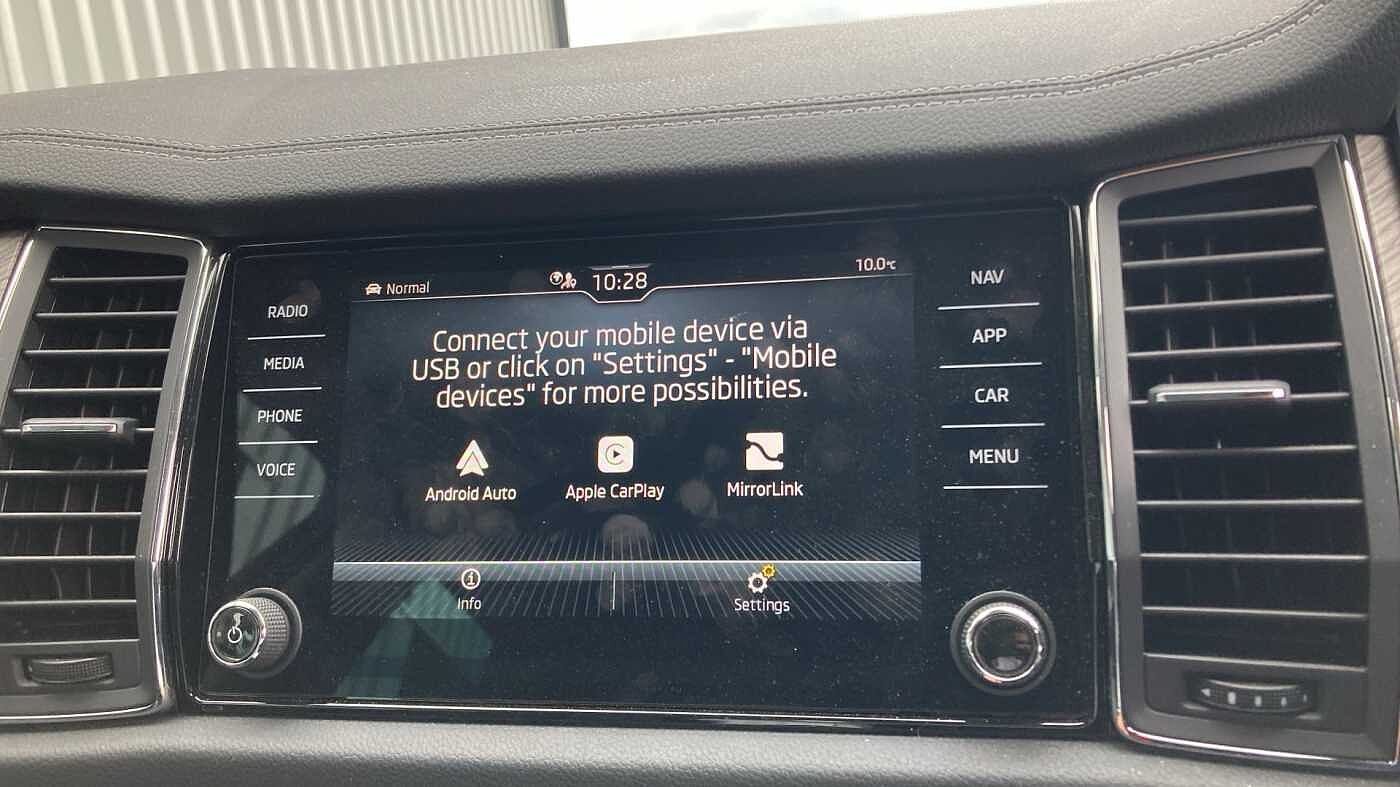 Normal
10:28
10.0°C
RADIO
MEDIA
PHONE
VOICE
Connect your mobile device via
USB or click on "Settings" - "Mobile
devices" for more possibilities.
Android Auto
Apple CarPlay
MirrorLink
Info
Settings
NAV
APP
CAR
MENU